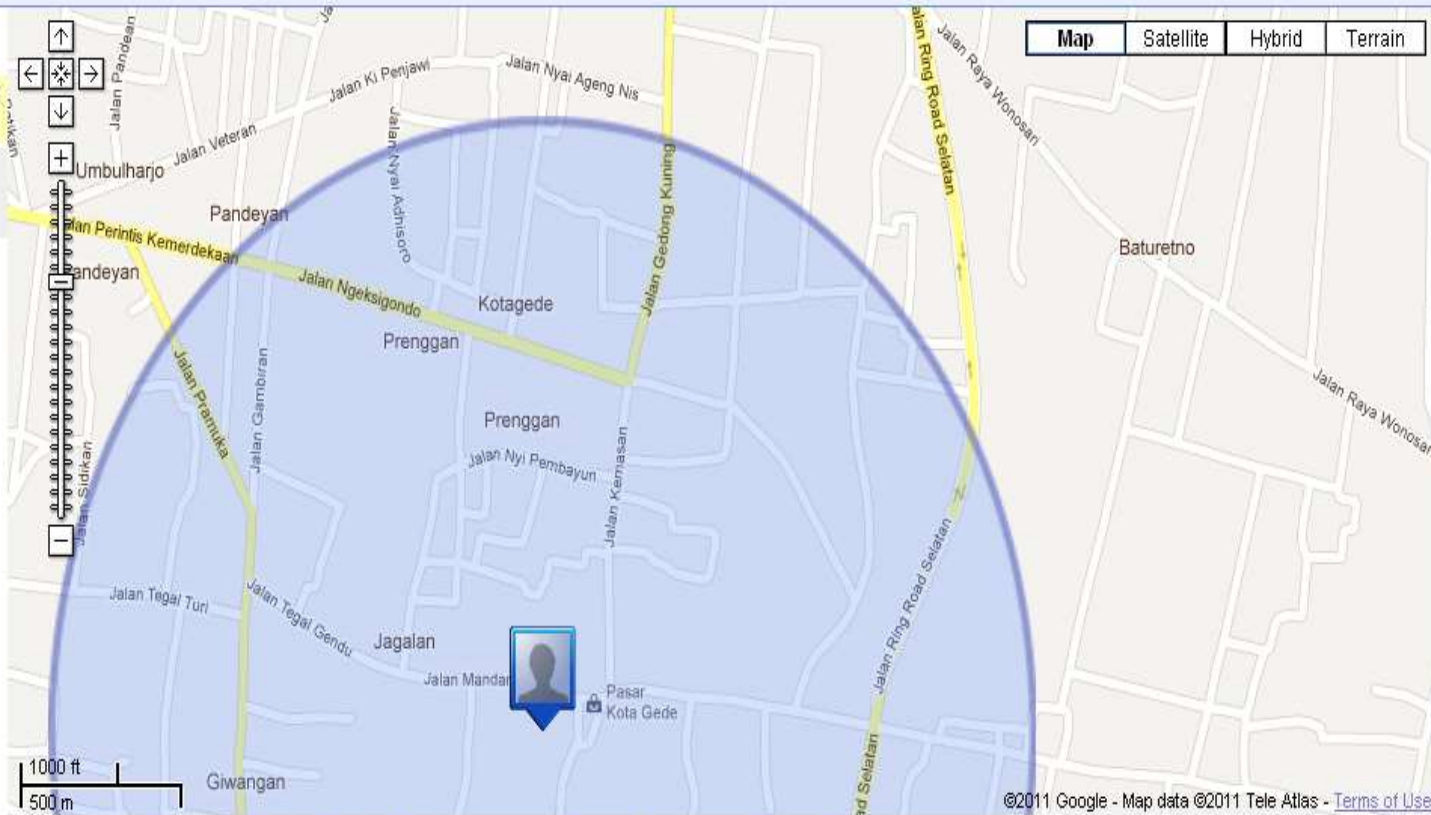 Map
Satellite
Hybrid
Terrain
Jalan Pandean
Jalan Ki Penjawi
Jalan Nyai Ageng Nis
Jalan Veteran
Jalan Nyai Adhisoro
Jalan Gedong Kuning
Jalan Ring Road Selatan
Jalan Raya Wonosari
Umbulharjo
Pandeyan
Jalan Perintis Kemerdekaan
Jalan Ngeksigondo
Kotagede
Prenggan
Baturetno
Jalan Pramuka
Jalan Gambiran
Jalan Sidikan
Prenggan
Jalan Nyi Pembayun
Jalan Kemasan
Jalan Raya Wonosari
Jalan Tegal Turi
Jalan Tegal Gendu
Jagalan
Jalan Mandar
Pasar
Kota Gede
Jalan Ring Road Selatan
ad Selatan
Giwangan
1000 ft
500 m
©2011 Google - Map data ©2011 Tele Atlas - Terms of Use